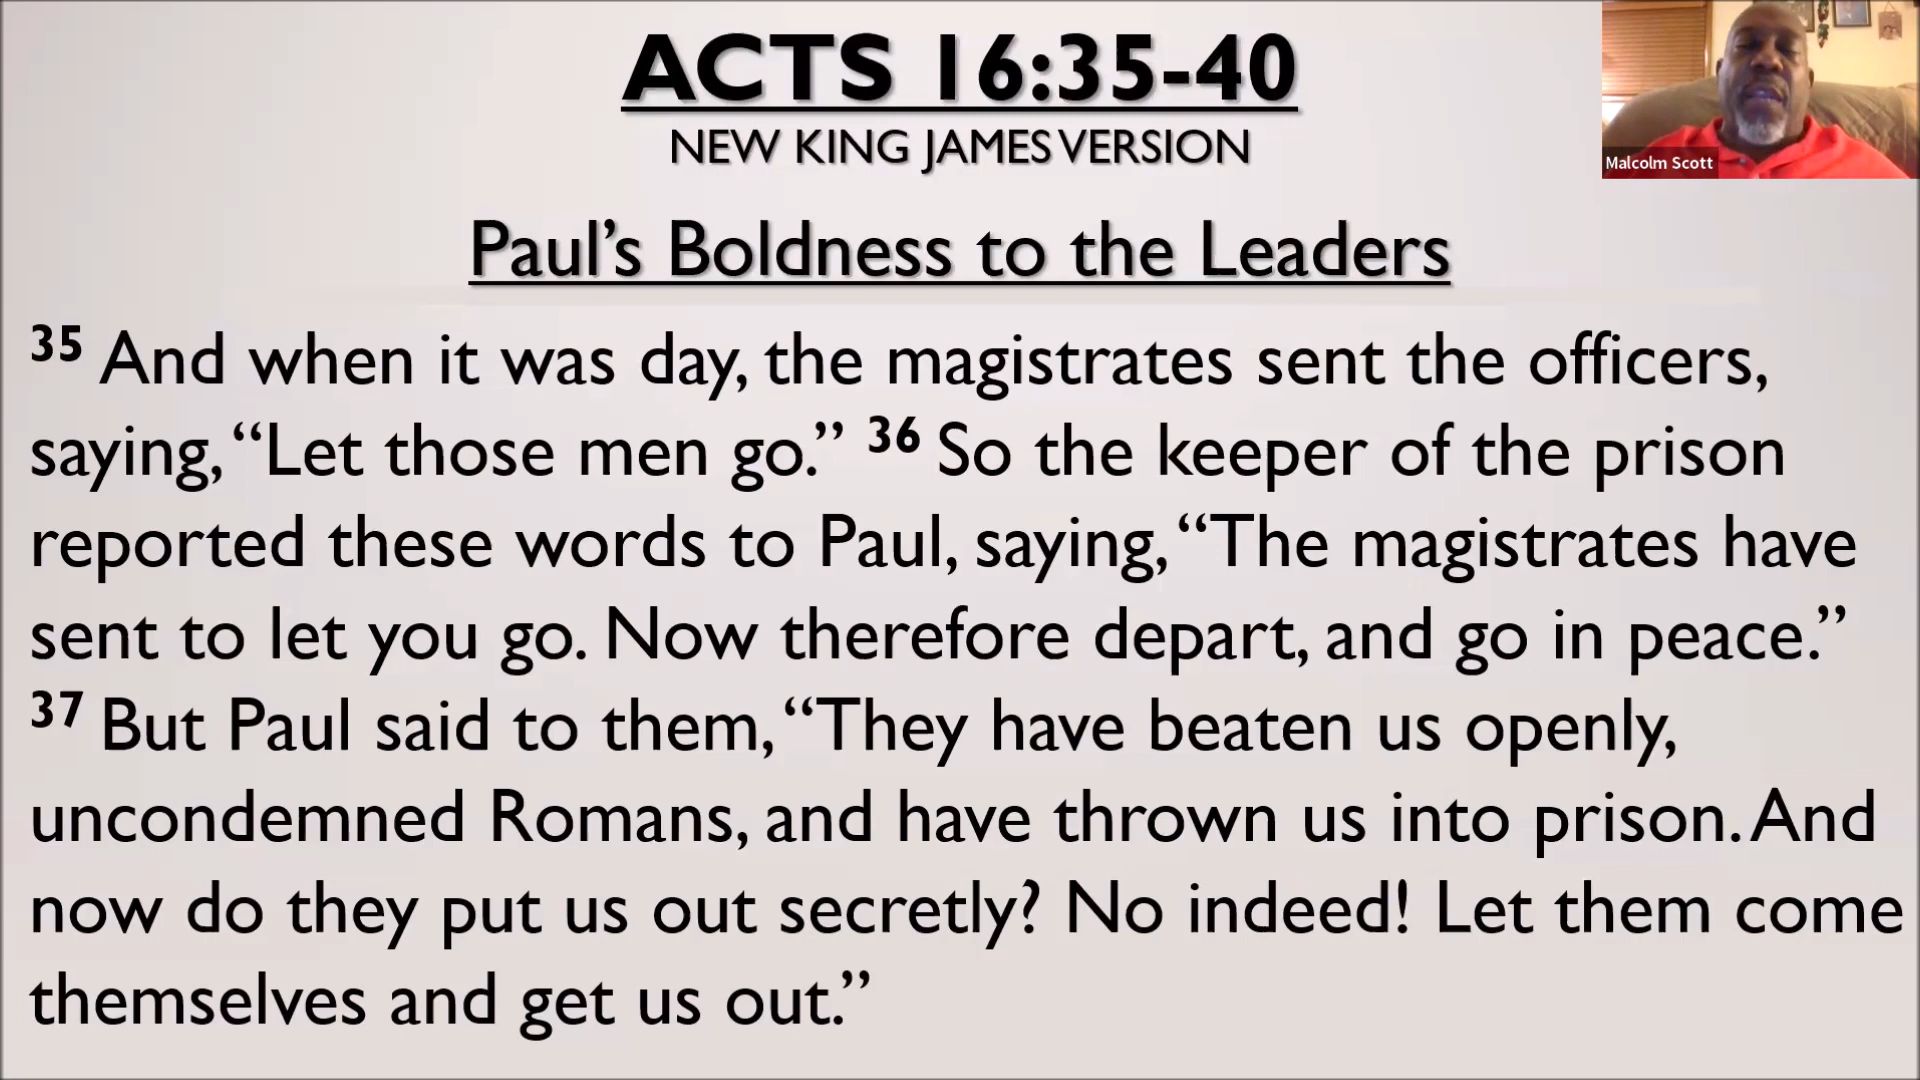 ACTS 16:35-40
NEW KING JAMES VERSION
Malcolm Scott
Paul’s Boldness to the Leaders
35 And when it was day, the magistrates sent the officers,
saying, “Let those men go.” 36 So the keeper of the prison
reported these words to Paul, saying, “The magistrates have
sent to let you go. Now therefore depart, and go in peace.”
37 But Paul said to them, “They have beaten us openly,
uncondemned Romans, and have thrown us into prison. And
now do they put us out secretly? No indeed! Let them come
themselves and get us out.”